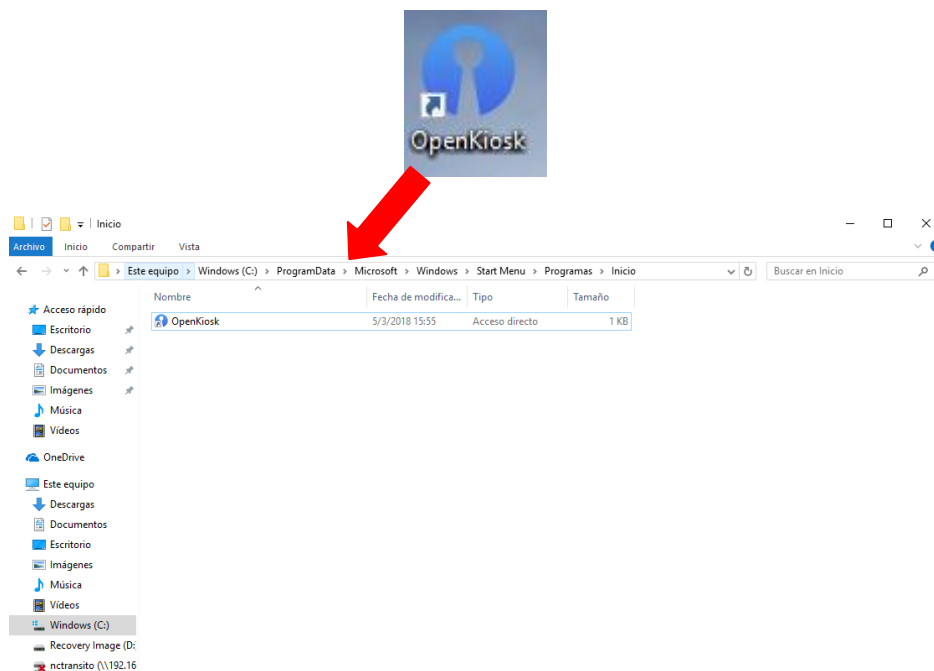 OpenKiosk
Inicio
Archivo Inicio Compartir Vista
Este equipo > Windows (C:) > ProgramData > Microsoft > Windows > Start Menu > Programas > Inicio
Buscar en Inicio
Nombre Fecha de modifica... Tipo Tamaño
OpenKiosk 5/3/2018 15:55 Acceso directo 1 KB
Acceso rápido
Escritorio
Descargas
Documentos
Imágenes
Música
Vídeos
OneDrive
Este equipo
Descargas
Documentos
Escritorio
Imágenes
Música
Vídeos
Windows (C:)
Recovery Image (D:
nctransito (\\192.16